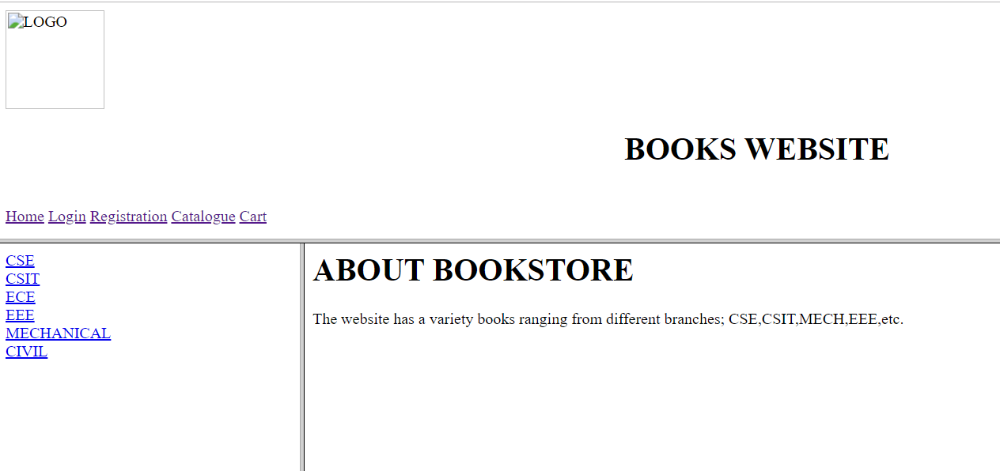 LOGO
BOOKS WEBSITE
Home Login Registration Catalogue Cart
CSE
CSIT
ECE
EEE
MECHANICAL
CIVIL
ABOUT BOOKSTORE
The website has a variety books ranging from different branches; CSE,CSIT,MECH,EEE,etc.